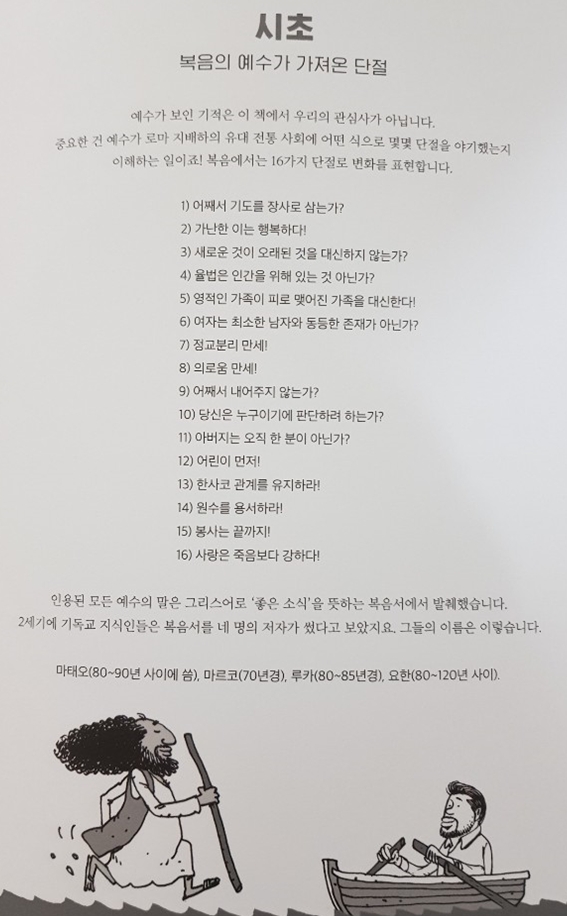 시초
복음의 예수가 가져온 단절
예수가 보인 기적은 이 책에서 우리의 관심사가 아닙니다.
중요한 건 예수가 로마 지배하의 유대 전통 사회에 어떤 식으로 몇몇 단절을 야기했는지
이해하는 일이죠! 복음에서는 16가지 단절로 변화를 표현합니다.
1) 어째서 기도를 장사로 삼는가?
2) 가난한 이는 행복하다!
3) 새로운 것이 오래된 것을 대신하지 않는가?
4) 율법은 인간을 위해 있는 것 아닌가?
5) 영적인 가족이 피로 맺어진 가족을 대신한다!
6) 여자는 최소한 남자와 동등한 존재가 아닌가?
7) 정교분리 만세!
8) 의로움 만세!
9) 어째서 내어주지 않는가?
10) 당신은 누구이기에 판단하려 하는가?
11) 아버지는 오직 한 분이 아닌가?
12) 어린이 먼저!
13) 한사코 관계를 유지하라!
14) 원수를 용서하라!
15) 봉사는 끝까지!
16) 사랑은 죽음보다 강하다!
인용된 모든 예수의 말은 그리스어로 ‘좋은 소식’을 뜻하는 복음서에서 발췌했습니다.
2세기에 기독교 지식인들은 복음서를 네 명의 저자가 썼다고 보았지요. 그들의 이름은 이렇습니다.
마태오(80~90년 사이에 씀), 마르코(70년경), 루카(80~85년경), 요한(80~120년 사이).